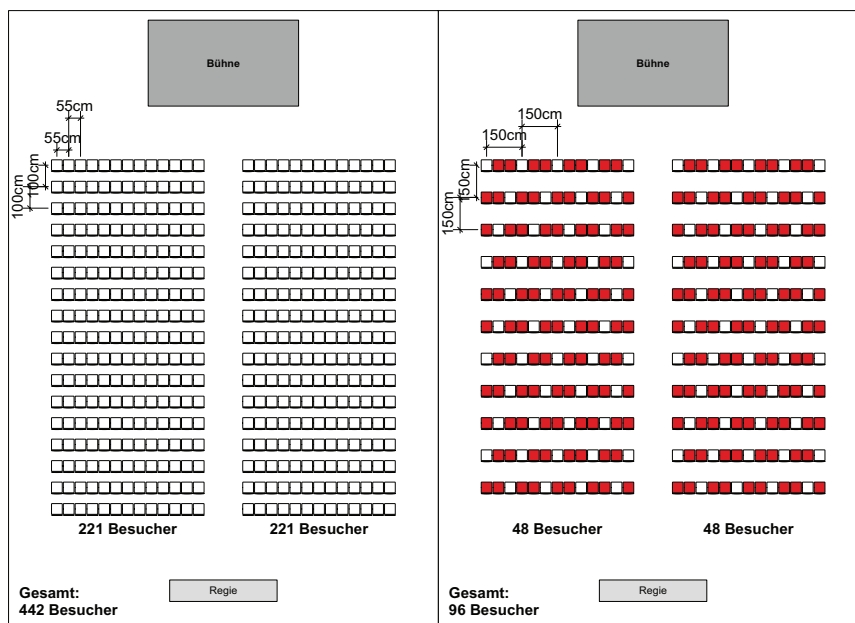 Bühne
55cm
55cm
100cm
100cm
221 Besucher
221 Besucher
Gesamt:
442 Besucher
Regie
Bühne
150cm
150cm
150cm
150cm
48 Besucher
48 Besucher
Gesamt:
96 Besucher
Regie